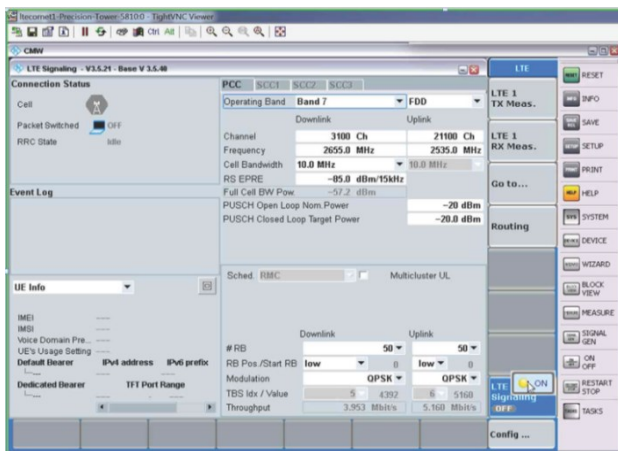 ltecornet1-Precision-Tower-5810:0 - TightVNC Viewer
Ctrl Alt
CMW
LTE Signaling - V3.5.21 - Base V 3.5.40
Connection Status
Cell
Packet Switched OFF
RRC State Idle
Event Log
UE Info
IMEI ----
IMSI ----
Voice Domain Pre... ----
UE's Usage Setting ----
Default Bearer IPv4 address IPv6 prefix
Dedicated Bearer TFT Port Range
PCC SCC1 SCC2 SCC3
Operating Band Band 7 FDD
Downlink Uplink
Channel 3100 Ch 21100 Ch
Frequency 2655.0 MHz 2535.0 MHz
Cell Bandwidth 10.0 MHz 10.0 MHz
RS EPRE -85.0 dBm/15kHz
Full Cell BW Pow. -57.2 dBm
PUSCH Open Loop Nom.Power -20 dBm
PUSCH Closed Loop Target Power -20.0 dBm
Sched. RMC Multicluster UL
Downlink Uplink
# RB 50 50
RB Pos./Start RB low 0 low 0
Modulation QPSK QPSK
TBS Idx / Value 5 4392 6 5160
Throughput 3.953 Mbit/s 5.160 Mbit/s
LTE
LTE 1
TX Meas.
LTE 1
RX Meas.
Go to...
Routing
LTE
Signaling
OFF
ON
Config ...
RESET
INFO
SAVE
SETUP
PRINT
HELP
SYSTEM
DEVICE
WIZARD
BLOCK
VIEW
MEASURE
SIGNAL
GEN
ON
OFF
RESTART
STOP
TASKS